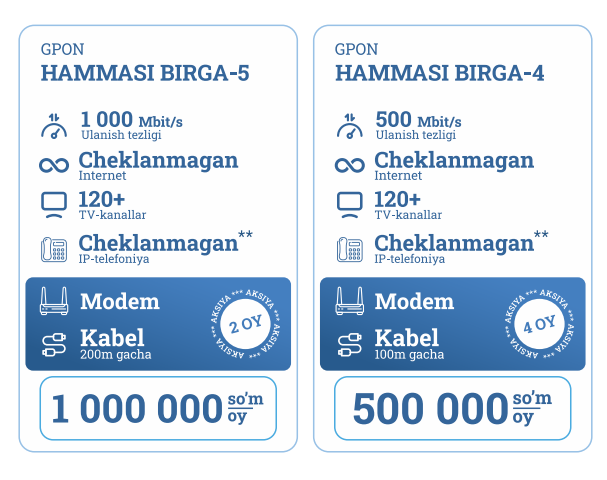 GPON
HAMMASI BIRGA-5
1 000 Mbit/s
Ulanish tezligi
Cheklanmagan
Internet
120+
TV-kanallar
Cheklanmagan**
IP-telefoniya
Modem
Kabel
200m gacha
AKSIYA *** AKSIYA *** AKSIYA *** AKSIYA ***
2 OY
1 000 000 so'm
oy
GPON
HAMMASI BIRGA-4
500 Mbit/s
Ulanish tezligi
Cheklanmagan
Internet
120+
TV-kanallar
Cheklanmagan**
IP-telefoniya
Modem
Kabel
100m gacha
AKSIYA *** AKSIYA *** AKSIYA *** AKSIYA ***
4 OY
500 000 so'm
oy